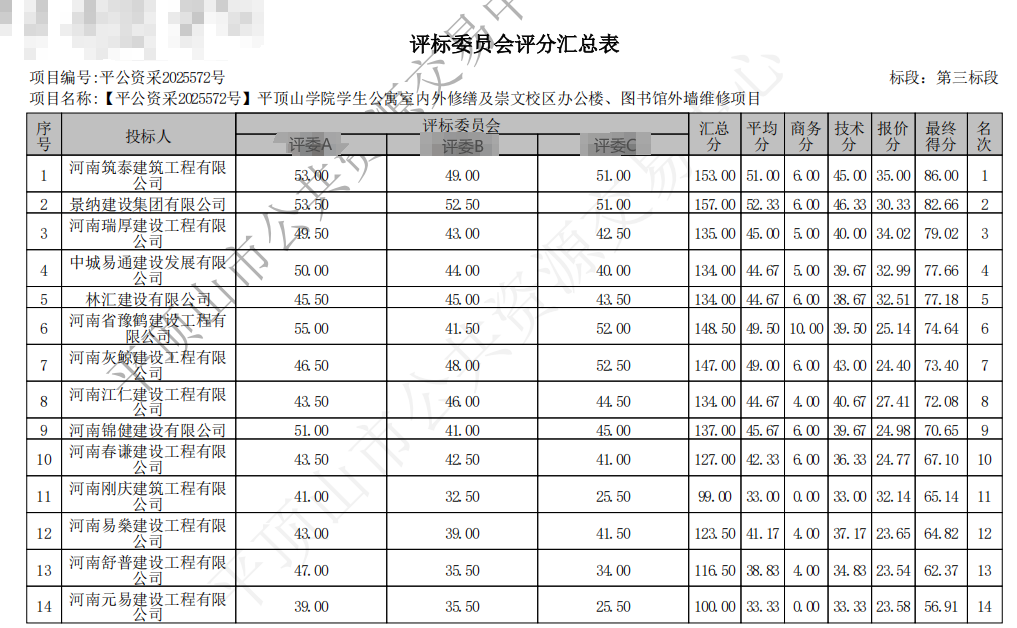 评标委员会评分汇总表
项目编号:平公资采2025572号 标段：第三标段
项目名称:【平公资采2025572号】平顶山学院学生公寓室内外修缮及崇文校区办公楼、图书馆外墙维修项目
序号 投标人 评标委员会 汇总分 平均分 商务分 技术分 报价分 最终得分 名次
评委A 评委B 评委C
1 河南筑泰建筑工程有限公司 53.00 49.00 51.00 153.00 51.00 6.00 45.00 35.00 86.00 1
2 景纳建设集团有限公司 53.50 52.50 51.00 157.00 52.33 6.00 46.33 30.33 82.66 2
3 河南瑞厚建设工程有限公司 49.50 43.00 42.50 135.00 45.00 5.00 40.00 34.02 79.02 3
4 中城易通建设发展有限公司 50.00 44.00 40.00 134.00 44.67 5.00 39.67 32.99 77.66 4
5 林汇建设有限公司 45.50 45.00 43.50 134.00 44.67 6.00 38.67 32.51 77.18 5
6 河南省豫鹤建设工程有限公司 55.00 41.50 52.00 148.50 49.50 10.00 39.50 25.14 74.64 6
7 河南灰鲸建设工程有限公司 46.50 48.00 52.50 147.00 49.00 6.00 43.00 24.40 73.40 7
8 河南江仁建设工程有限公司 43.50 46.00 44.50 134.00 44.67 4.00 40.67 27.41 72.08 8
9 河南锦健建设有限公司 51.00 41.00 45.00 137.00 45.67 6.00 39.67 24.98 70.65 9
10 河南春谦建设工程有限公司 43.50 42.50 41.00 127.00 42.33 6.00 36.33 24.77 67.10 10
11 河南刚庆建筑工程有限公司 41.00 32.50 25.50 99.00 33.00 0.00 33.00 32.14 65.14 11
12 河南易燊建设工程有限公司 43.00 39.00 41.50 123.50 41.17 4.00 37.17 23.65 64.82 12
13 河南舒普建设工程有限公司 47.00 35.50 34.00 116.50 38.83 4.00 34.83 23.54 62.37 13
14 河南元易建设工程有限公司 39.00 35.50 25.50 100.00 33.33 0.00 33.33 23.58 56.91 14
平顶山市公共资源交易中
平顶山市公共资源交易中心